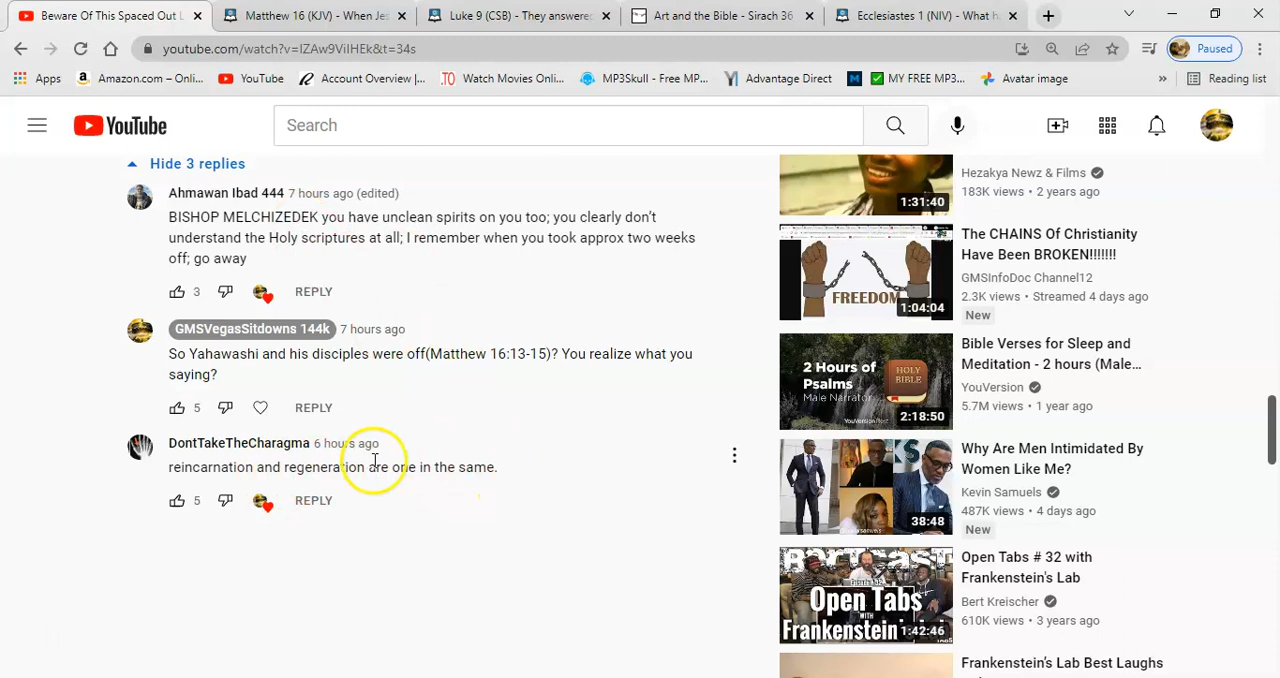 Beware Of This Spaced Out L
Matthew 16 (KJV) - When Jes
Luke 9 (CSB) - They answere
Art and the Bible - Sirach 36
Ecclesiastes 1 (NIV) - What h
youtube.com/watch?v=IZAw9ViIHEk&t=34s
Paused
Apps
Amazon.com – Onli...
YouTube
Account Overview |...
Watch Movies Onlin...
MP3Skull - Free MP...
Advantage Direct
MY FREE MP3...
Avatar image
»
Reading list
YouTube
Search
Hide 3 replies
Ahmawan Ibad 444 7 hours ago (edited)
BISHOP MELCHIZEDEK you have unclean spirits on you too; you clearly don't
understand the Holy scriptures at all; I remember when you took approx two weeks
off; go away
3
REPLY
GMSVegasSitdowns 144k 7 hours ago
So Yahawashi and his disciples were off(Matthew 16:13-15)? You realize what you
saying?
5
REPLY
DontTakeTheCharagma 6 hours ago
reincarnation and regeneration are one in the same.
5
REPLY
1:31:40
Hezakya Newz & Films
183K views • 2 years ago
FREEDOM
1:04:04
The CHAINS Of Christianity
Have Been BROKEN!!!!!!!
GMSInfoDoc Channel12
2.3K views • Streamed 4 days ago
New
2 Hours of
Psalms
Male Narrator
HOLY
BIBLE
2:18:50
Bible Verses for Sleep and
Meditation - 2 hours (Male...
YouVersion
5.7M views • 1 year ago
38:48
Why Are Men Intimidated By
Women Like Me?
Kevin Samuels
487K views • 4 days ago
New
Open Tabs
WITH
Frankenstein
1:42:46
Open Tabs # 32 with
Frankenstein's Lab
Bert Kreischer
610K views • 3 years ago
Frankenstein's Lab Best Laughs